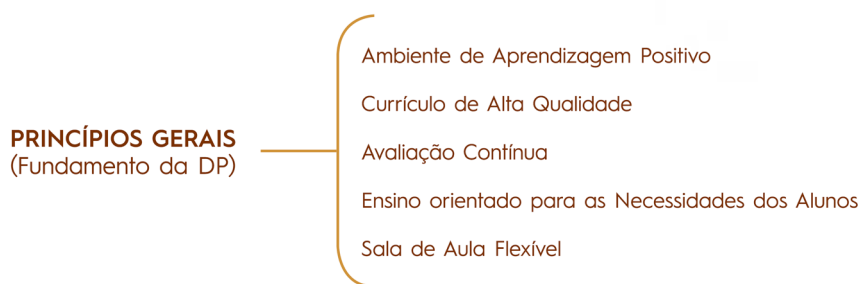 PRINCÍPIOS GERAIS
(Fundamento da DP)
Ambiente de Aprendizagem Positivo
Currículo de Alta Qualidade
Avaliação Contínua
Ensino orientado para as Necessidades dos Alunos
Sala de Aula Flexível